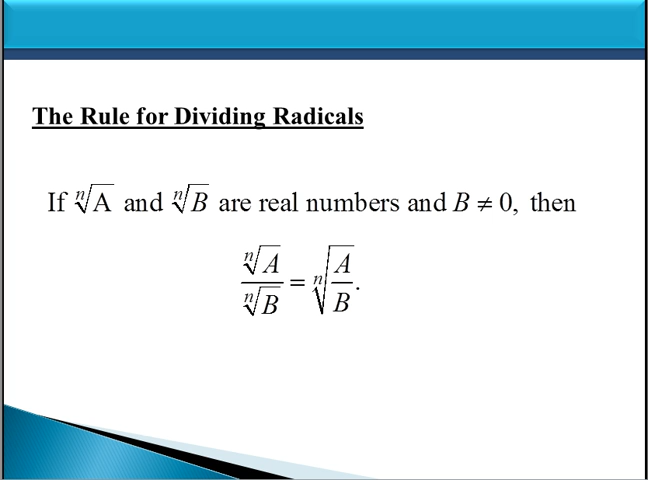 The Rule for Dividing Radicals
If ⁿ√A and ⁿ√B are real numbers and B ≠ 0, then
ⁿ√A / ⁿ√B = ⁿ√(A/B).